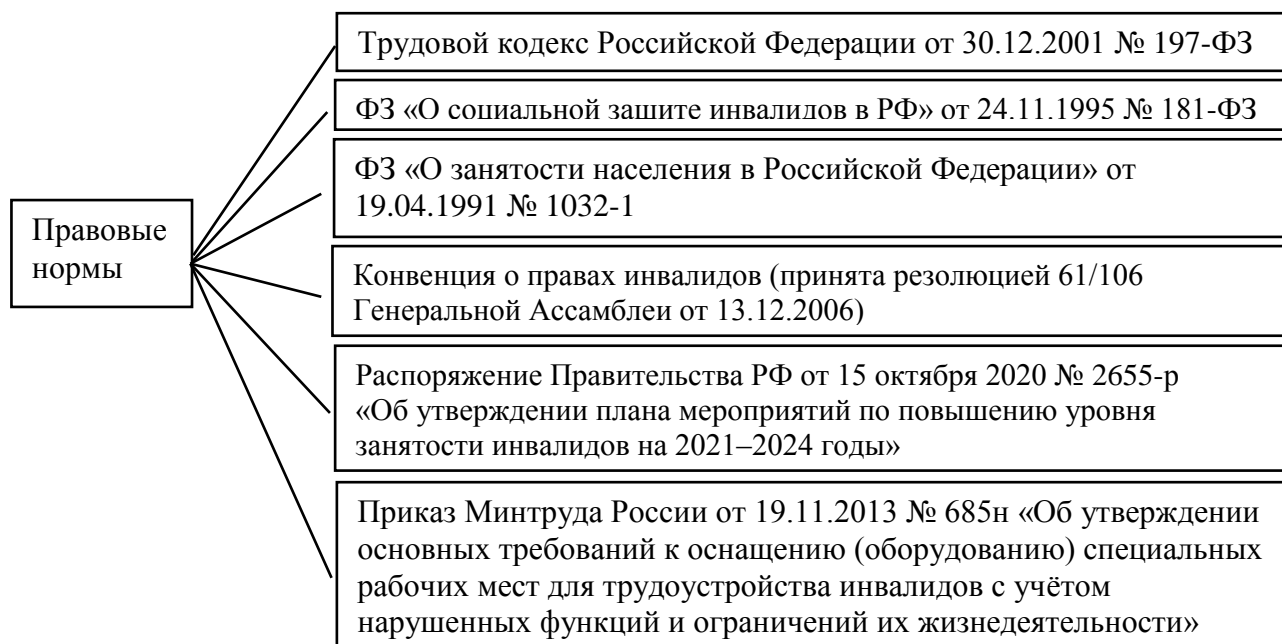 Трудовой кодекс Российской Федерации от 30.12.2001 № 197-ФЗ
ФЗ «О социальной защите инвалидов в РФ» от 24.11.1995 № 181-ФЗ
ФЗ «О занятости населения в Российской Федерации» от
19.04.1991 № 1032-1
Правовые
нормы
Конвенция о правах инвалидов (принята резолюцией 61/106
Генеральной Ассамблеи от 13.12.2006)
Распоряжение Правительства РФ от 15 октября 2020 № 2655-р
«Об утверждении плана мероприятий по повышению уровня
занятости инвалидов на 2021–2024 годы»
Приказ Минтруда России от 19.11.2013 № 685н «Об утверждении
основных требований к оснащению (оборудованию) специальных
рабочих мест для трудоустройства инвалидов с учётом
нарушенных функций и ограничений их жизнедеятельности»